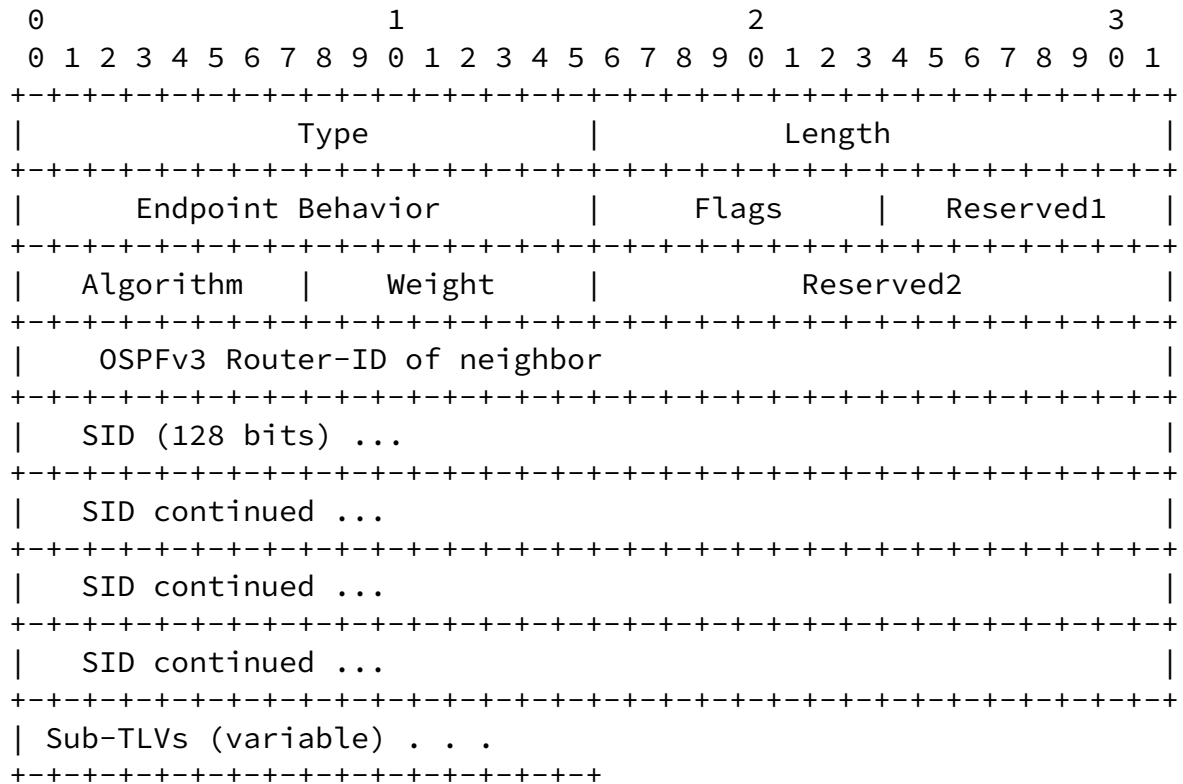 0                   1                   2                   3
 0 1 2 3 4 5 6 7 8 9 0 1 2 3 4 5 6 7 8 9 0 1 2 3 4 5 6 7 8 9 0 1
+-+-+-+-+-+-+-+-+-+-+-+-+-+-+-+-+-+-+-+-+-+-+-+-+-+-+-+-+-+-+-+-+
|               Type            |          Length               |
+-+-+-+-+-+-+-+-+-+-+-+-+-+-+-+-+-+-+-+-+-+-+-+-+-+-+-+-+-+-+-+-+
|      Endpoint Behavior        |     Flags     |   Reserved1   |
+-+-+-+-+-+-+-+-+-+-+-+-+-+-+-+-+-+-+-+-+-+-+-+-+-+-+-+-+-+-+-+-+
|   Algorithm   |    Weight     |           Reserved2           |
+-+-+-+-+-+-+-+-+-+-+-+-+-+-+-+-+-+-+-+-+-+-+-+-+-+-+-+-+-+-+-+-+
|    OSPFv3 Router-ID of neighbor                               |
+-+-+-+-+-+-+-+-+-+-+-+-+-+-+-+-+-+-+-+-+-+-+-+-+-+-+-+-+-+-+-+-+
|   SID (128 bits) ...                                          |
+-+-+-+-+-+-+-+-+-+-+-+-+-+-+-+-+-+-+-+-+-+-+-+-+-+-+-+-+-+-+-+-+
|   SID continued ...                                           |
+-+-+-+-+-+-+-+-+-+-+-+-+-+-+-+-+-+-+-+-+-+-+-+-+-+-+-+-+-+-+-+-+
|   SID continued ...                                           |
+-+-+-+-+-+-+-+-+-+-+-+-+-+-+-+-+-+-+-+-+-+-+-+-+-+-+-+-+-+-+-+-+
|   SID continued ...                                           |
+-+-+-+-+-+-+-+-+-+-+-+-+-+-+-+-+-+-+-+-+-+-+-+-+-+-+-+-+-+-+-+-+
| Sub-TLVs (variable) . . .
+-+-+-+-+-+-+-+-+-+-+-+-+-+-+-+-+